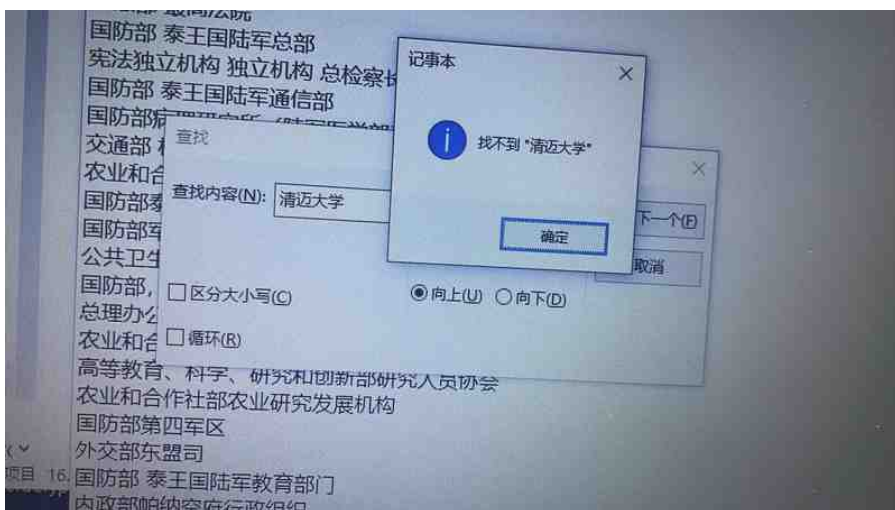 国防部 泰王国陆军总部
宪法独立机构 独立机构 总检察长
国防部 泰王国陆军通信部
国防部
交通部
农业和合
国防部
国防部
公共卫生
国防部,
总理办公
农业和合
高等教育、科学、研究和创新部研究人员协会
农业和合作社部农业研究发展机构
国防部第四军区
外交部东盟司
国防部 泰王国陆军教育部门
记事本
找不到 "清迈大学"
确定
查找
查找内容(N):
清迈大学
下一个(F)
取消
区分大小写(C)
向上(U)
向下(D)
循环(R)
项目 16